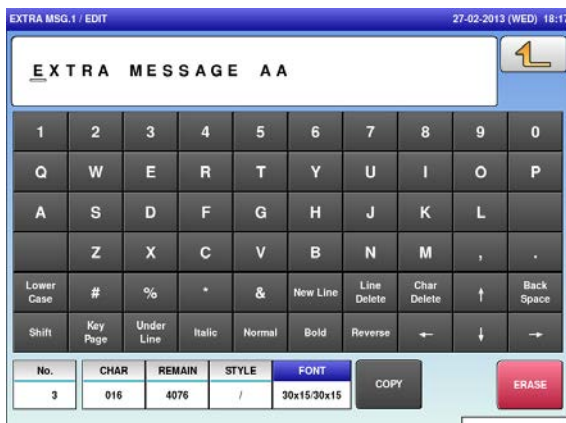 EXTRA MSG.1 / EDIT 27-02-2013 (WED) 18:17
EXTRA MESSAGE AA
1 2 3 4 5 6 7 8 9 0
Q W E R T Y U I O P
A S D F G H J K L
Z X C V B N M , .
Lower Case # % * & New Line Line Delete Char Delete ↑ Back Space
Shift Key Page Under Line Italic Normal Bold Reverse ← ↓ →
No. CHAR REMAIN STYLE FONT COPY ERASE
3 016 4076 / 30x15/30x15